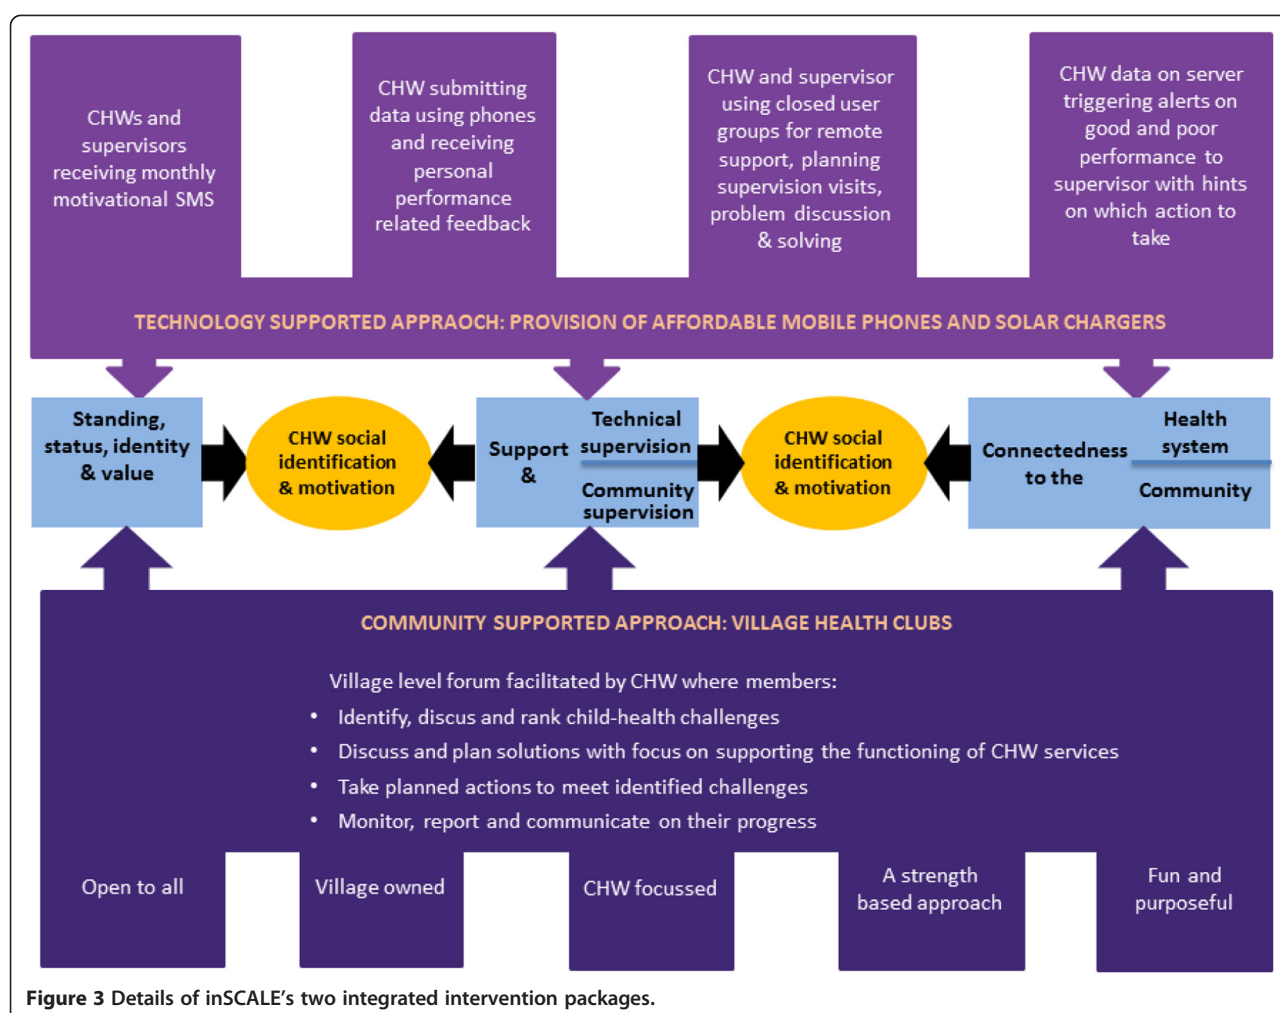 CHWs and
supervisors
receiving monthly
motivational SMS
CHW submitting
data using phones
and receiving
personal
performance
related feedback
CHW and supervisor
using closed user
groups for remote
support, planning
supervision visits,
problem discussion
& solving
CHW data on server
triggering alerts on
good and poor
performance to
supervisor with hints
on which action to
take
TECHNOLOGY SUPPORTED APPRAOCH: PROVISION OF AFFORDABLE MOBILE PHONES AND SOLAR CHARGERS
Standing,
status, identity
& value
CHW social
identification
& motivation
Support
&
Technical
supervision
Community
supervision
CHW social
identification
& motivation
Connectedness
to the
Health
system
Community
COMMUNITY SUPPORTED APPROACH: VILLAGE HEALTH CLUBS
Village level forum facilitated by CHW where members:
• Identify, discus and rank child-health challenges
• Discuss and plan solutions with focus on supporting the functioning of CHW services
• Take planned actions to meet identified challenges
• Monitor, report and communicate on their progress
Open to all
Village owned
CHW focussed
A strength
based approach
Fun and
purposeful
Figure 3 Details of inSCALE's two integrated intervention packages.